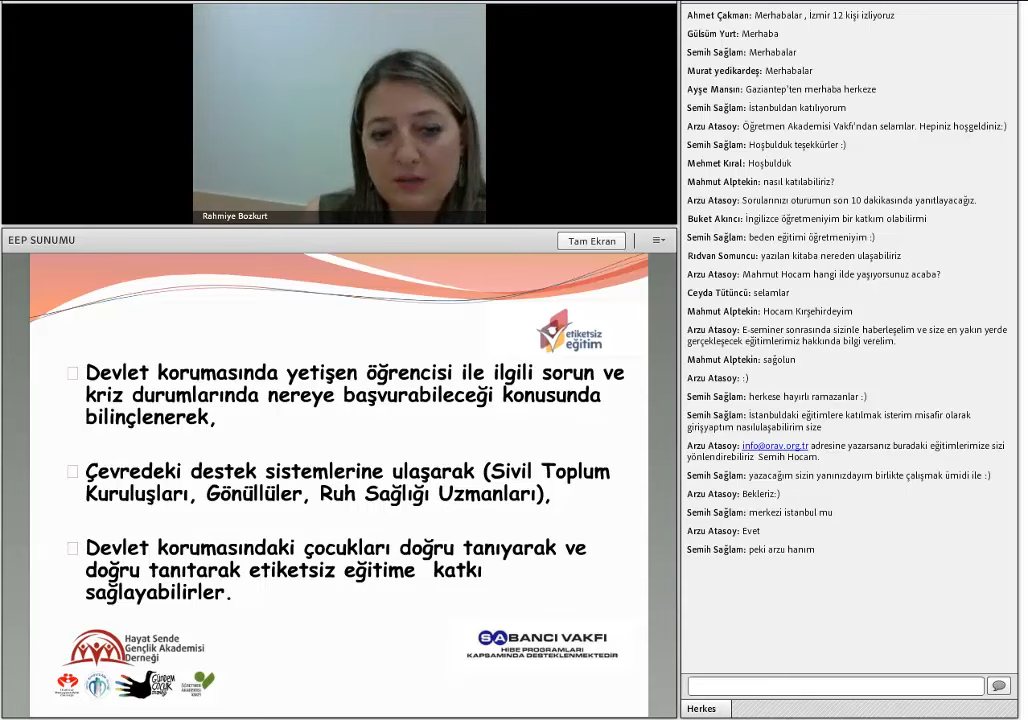 Rahmiye Bozkurt
EEP SUNUMU
Tam Ekran
etiketsiz
eğitim
Devlet korumasında yetişen öğrencisi ile ilgili sorun ve
kriz durumlarında nereye başvurabileceği konusunda
bilinçlenerek,
Çevredeki destek sistemlerine ulaşarak (Sivil Toplum
Kuruluşları, Gönüllüler, Ruh Sağlığı Uzmanları),
Devlet korumasındaki çocukları doğru tanıyarak ve
doğru tanıtarak etiketsiz eğitime katkı
sağlayabilirler.
Hayat Sende
Gençlik Akademisi
Derneği
Gündem
Çocuk
SABANCI VAKFI
HİBE PROGRAMLARI
KAPSAMINDA DESTEKLENMEKTEDİR
Ahmet Çakman: Merhabalar , İzmir 12 kişi izliyoruz
Gülsüm Yurt: Merhaba
Semih Sağlam: Merhabalar
Murat yedikardeş: Merhabalar
Ayşe Mansın: Gaziantep'ten merhaba herkeze
Semih Sağlam: İstanbuldan katılıyorum
Arzu Atasoy: Öğretmen Akademisi Vakfı'ndan selamlar. Hepiniz hoşgeldiniz:)
Semih Sağlam: Hoşbulduk teşekkürler :)
Mehmet Kıral: Hoşbulduk
Mahmut Alptekin: nasıl katılabiliriz?
Arzu Atasoy: Sorularınızı oturumun son 10 dakikasında yanıtlayacağız.
Buket Akıncı: İngilizce öğretmeniyim bir katkım olabilirmi
Semih Sağlam: beden eğitimi öğretmeniyim :)
Rıdvan Somuncu: yazılan kitaba nereden ulaşabiliriz
Arzu Atasoy: Mahmut Hocam hangi ilde yaşıyorsunuz acaba?
Ceyda Tütüncü: selamlar
Mahmut Alptekin: Hocam Kırşehirdeyim
Arzu Atasoy: E-seminer sonrasında sizinle haberleşelim ve size en yakın yerde
gerçekleşecek eğitimlerimiz hakkında bilgi verelim.
Mahmut Alptekin: sağolun
Arzu Atasoy: :)
Semih Sağlam: herkese hayırlı ramazanlar :)
Semih Sağlam: İstanbuldaki eğitimlere katılmak isterim misafir olarak
girişyaptım nasılulaşabilirim size
Arzu Atasoy: info@orav.org.tr adresine yazarsanız buradaki eğitimlerimize sizi
yönlendirebiliriz Semih Hocam.
Semih Sağlam: yazacağım sizin yanınızdayım birlikte çalışmak ümidi ile :)
Arzu Atasoy: Bekleriz:)
Semih Sağlam: merkezi istanbul mu
Arzu Atasoy: Evet
Semih Sağlam: peki arzu hanım
Herkes